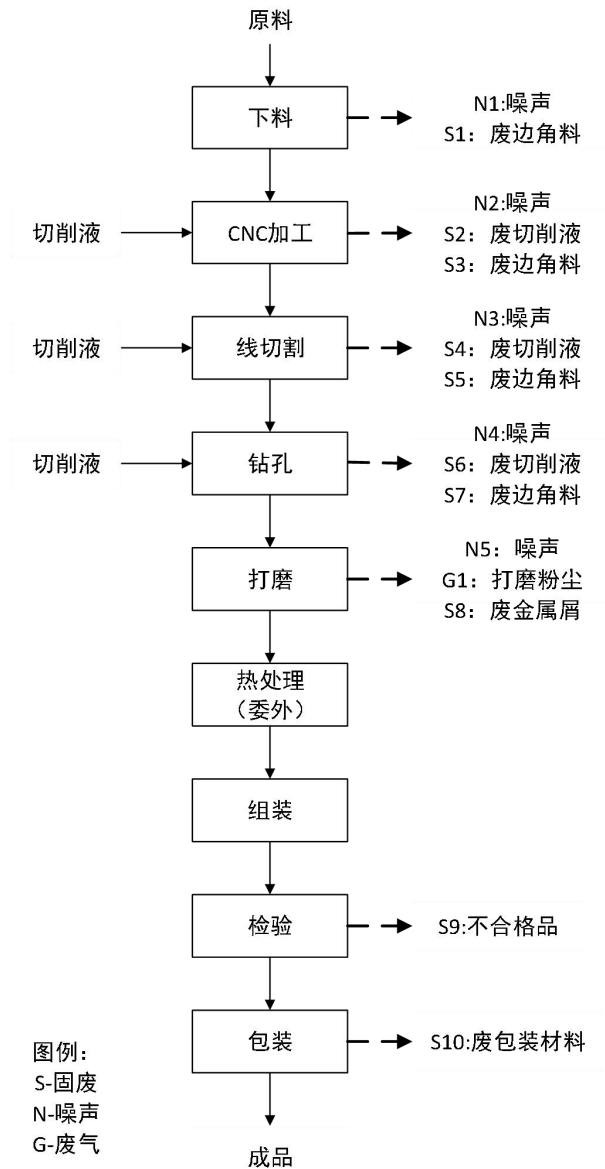 原料
下料
N1:噪声
S1：废边角料
切削液
CNC加工
N2:噪声
S2：废切削液
S3：废边角料
切削液
线切割
N3:噪声
S4：废切削液
S5：废边角料
切削液
钻孔
N4:噪声
S6：废切削液
S7：废边角料
打磨
N5：噪声
G1：打磨粉尘
S8：废金属屑
热处理
（委外）
组装
检验
S9:不合格品
包装
S10:废包装材料
图例：
S-固废
N-噪声
G-废气
成品